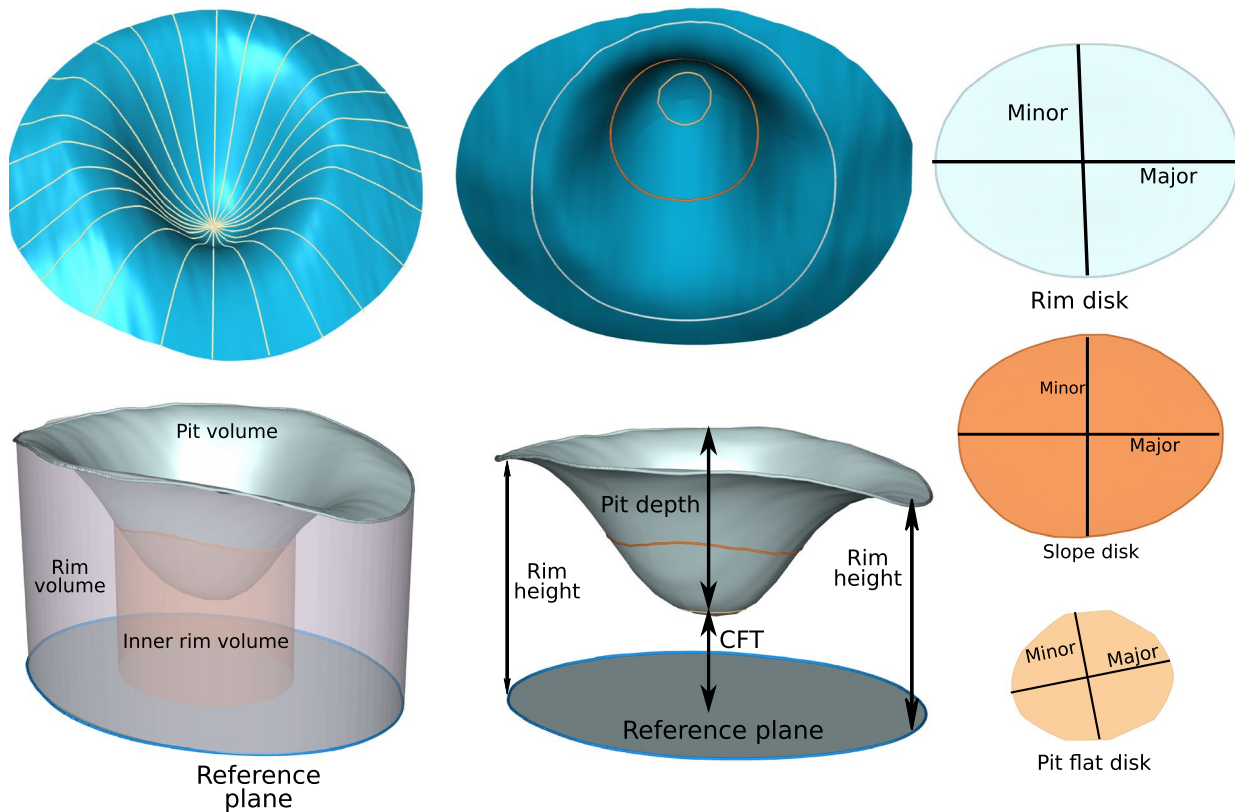 Minor
Major
Rim disk
Minor
Major
Slope disk
Minor
Major
Pit flat disk
Pit volume
Rim
volume
Inner rim volume
Reference
plane
Pit depth
Rim
height
Rim
height
CFT
Reference plane